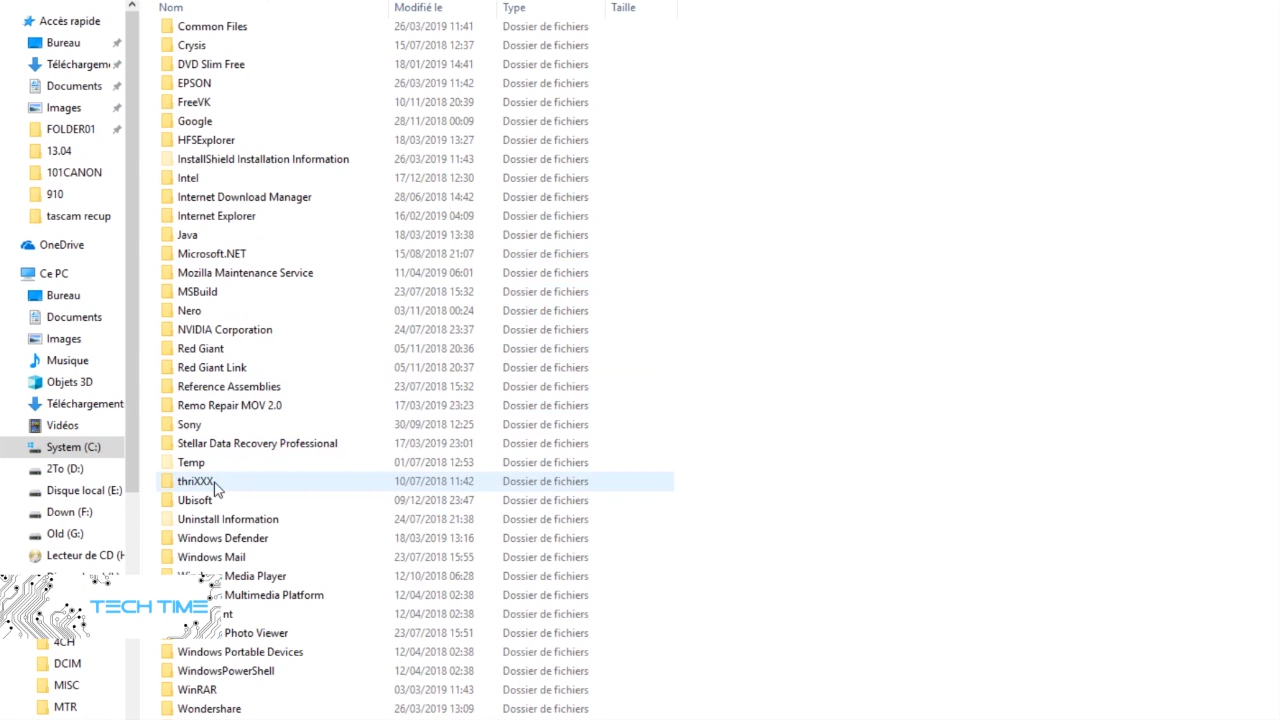 Nom Modifié le Type Taille
Accès rapide
Bureau
Téléchargem
Documents
Images
FOLDER01
13.04
101CANON
910
tascam recup
OneDrive
Ce PC
Bureau
Documents
Images
Musique
Objets 3D
Téléchargement
Vidéos
System (C:)
2To (D:)
Disque local (E:)
Down (F:)
Old (G:)
Lecteur de CD (H
TECH TIME
4CH
DCIM
MISC
MTR
Common Files 26/03/2019 11:41 Dossier de fichiers
Crysis 15/07/2018 12:37 Dossier de fichiers
DVD Slim Free 18/01/2019 14:41 Dossier de fichiers
EPSON 26/03/2019 11:42 Dossier de fichiers
FreeVK 10/11/2018 20:39 Dossier de fichiers
Google 28/11/2018 00:09 Dossier de fichiers
HFSExplorer 18/03/2019 13:27 Dossier de fichiers
InstallShield Installation Information 26/03/2019 11:43 Dossier de fichiers
Intel 17/12/2018 12:30 Dossier de fichiers
Internet Download Manager 28/06/2018 14:42 Dossier de fichiers
Internet Explorer 16/02/2019 04:09 Dossier de fichiers
Java 18/03/2019 13:38 Dossier de fichiers
Microsoft.NET 15/08/2018 21:07 Dossier de fichiers
Mozilla Maintenance Service 11/04/2019 06:01 Dossier de fichiers
MSBuild 23/07/2018 15:32 Dossier de fichiers
Nero 03/11/2018 00:24 Dossier de fichiers
NVIDIA Corporation 24/07/2018 23:37 Dossier de fichiers
Red Giant 05/11/2018 20:36 Dossier de fichiers
Red Giant Link 05/11/2018 20:37 Dossier de fichiers
Reference Assemblies 23/07/2018 15:32 Dossier de fichiers
Remo Repair MOV 2.0 17/03/2019 23:23 Dossier de fichiers
Sony 30/09/2018 12:25 Dossier de fichiers
Stellar Data Recovery Professional 17/03/2019 23:01 Dossier de fichiers
Temp 01/07/2018 12:53 Dossier de fichiers
thriXXX 10/07/2018 11:42 Dossier de fichiers
Ubisoft 09/12/2018 23:47 Dossier de fichiers
Uninstall Information 24/07/2018 21:38 Dossier de fichiers
Windows Defender 18/03/2019 13:16 Dossier de fichiers
Windows Mail 23/07/2018 15:55 Dossier de fichiers
Media Player 12/10/2018 06:28 Dossier de fichiers
Multimedia Platform 12/04/2018 02:38 Dossier de fichiers
nt 12/04/2018 02:38 Dossier de fichiers
Photo Viewer 23/07/2018 15:51 Dossier de fichiers
Windows Portable Devices 12/04/2018 02:38 Dossier de fichiers
WindowsPowerShell 12/04/2018 02:38 Dossier de fichiers
WinRAR 03/03/2019 11:43 Dossier de fichiers
Wondershare 26/03/2019 13:09 Dossier de fichiers